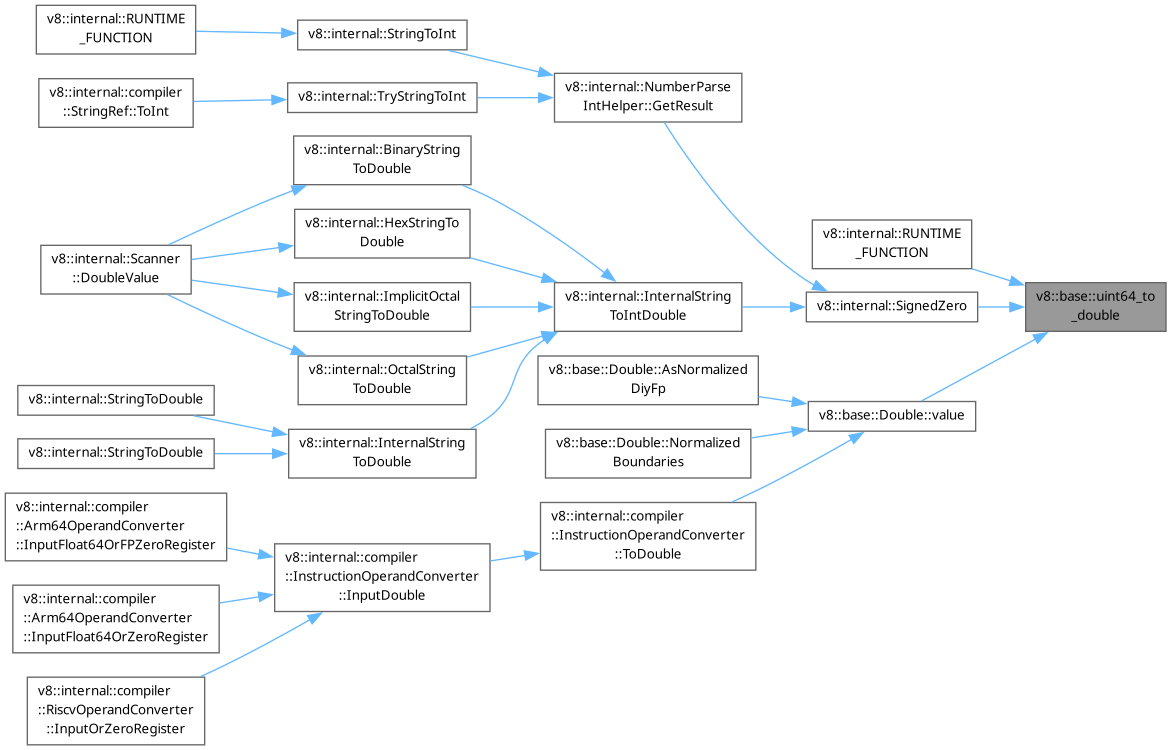 v8::internal::RUNTIME
_FUNCTION
v8::internal::StringToInt
v8::internal::compiler
::StringRef::ToInt
v8::internal::TryStringToInt
v8::internal::NumberParse
IntHelper::GetResult
v8::internal::BinaryString
ToDouble
v8::internal::HexStringTo
Double
v8::internal::Scanner
::DoubleValue
v8::internal::ImplicitOctal
StringToDouble
v8::internal::OctalString
ToDouble
v8::internal::InternalString
ToIntDouble
v8::internal::RUNTIME
_FUNCTION
v8::internal::SignedZero
v8::base::uint64_to
_double
v8::base::Double::AsNormalized
DiyFp
v8::base::Double::value
v8::base::Double::Normalized
Boundaries
v8::internal::StringToDouble
v8::internal::StringToDouble
v8::internal::InternalString
ToDouble
v8::internal::compiler
::Arm64OperandConverter
::InputFloat64OrFPZeroRegister
v8::internal::compiler
::InstructionOperandConverter
::InputDouble
v8::internal::compiler
::InstructionOperandConverter
::ToDouble
v8::internal::compiler
::Arm64OperandConverter
::InputFloat64OrZeroRegister
v8::internal::compiler
::RiscvOperandConverter
::InputOrZeroRegister